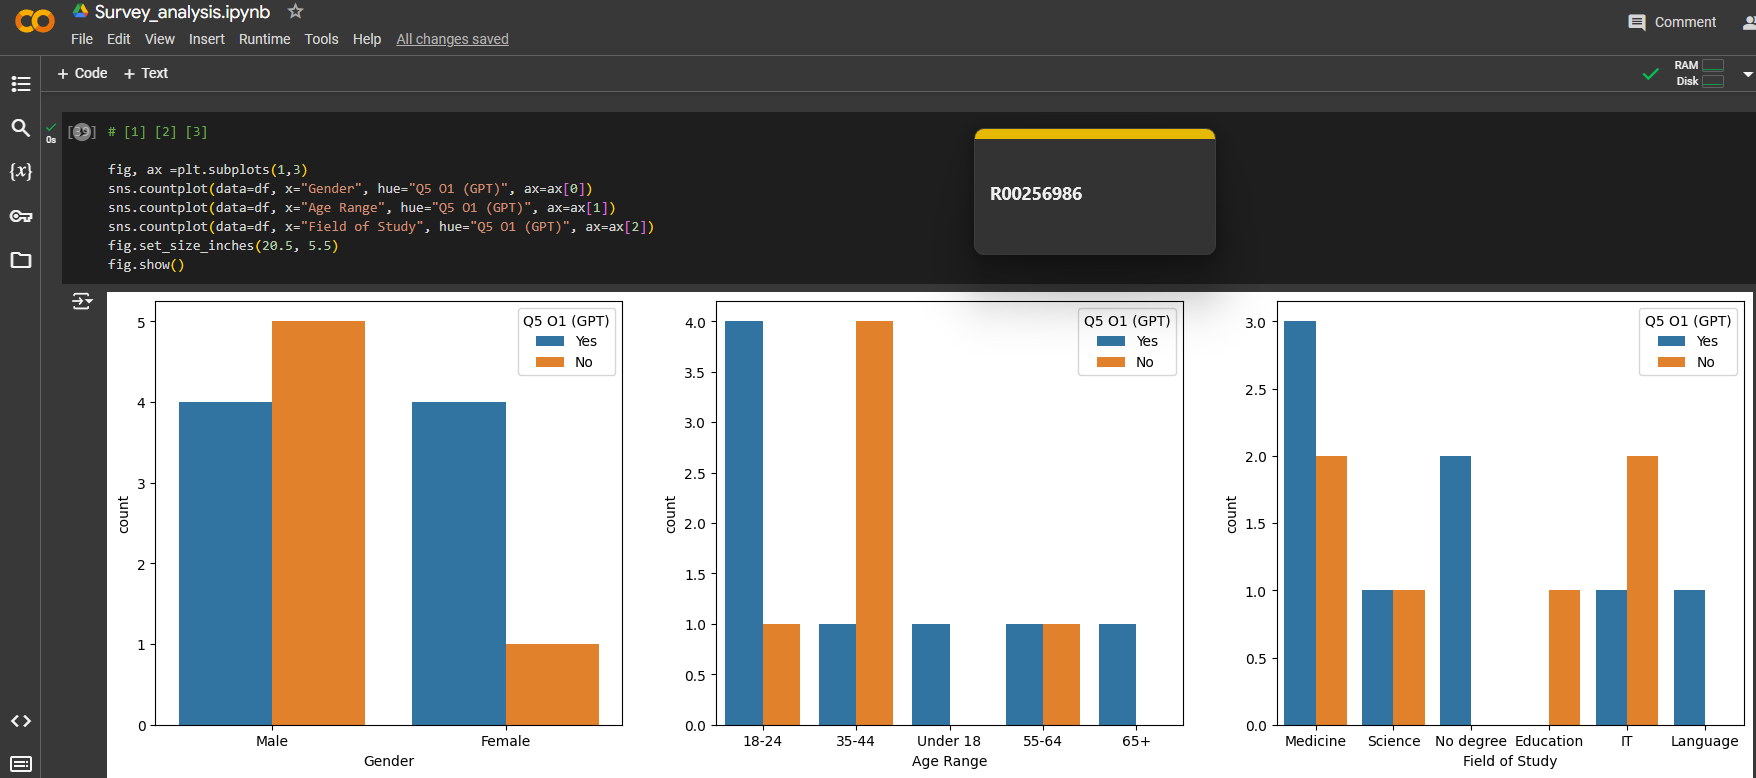 Survey_analysis.ipynb
File Edit View Insert Runtime Tools Help All changes saved
Comment
+ Code + Text
RAM
Disk
0s
[39] # [1] [2] [3]
fig, ax =plt.subplots(1,3)
sns.countplot(data=df, x="Gender", hue="Q5 O1 (GPT)", ax=ax[0])
sns.countplot(data=df, x="Age Range", hue="Q5 O1 (GPT)", ax=ax[1])
sns.countplot(data=df, x="Field of Study", hue="Q5 O1 (GPT)", ax=ax[2])
fig.set_size_inches(20.5, 5.5)
fig.show()
R00256986
{x}
5
4
3
2
1
0
count
Q5 O1 (GPT)
Yes
No
Male Female
Gender
4.0
3.5
3.0
2.5
2.0
1.5
1.0
0.5
0.0
count
Q5 O1 (GPT)
Yes
No
18-24 35-44 Under 18 55-64 65+
Age Range
3.0
2.5
2.0
1.5
1.0
0.5
0.0
count
Q5 O1 (GPT)
Yes
No
Medicine Science No degree Education IT Language
Field of Study